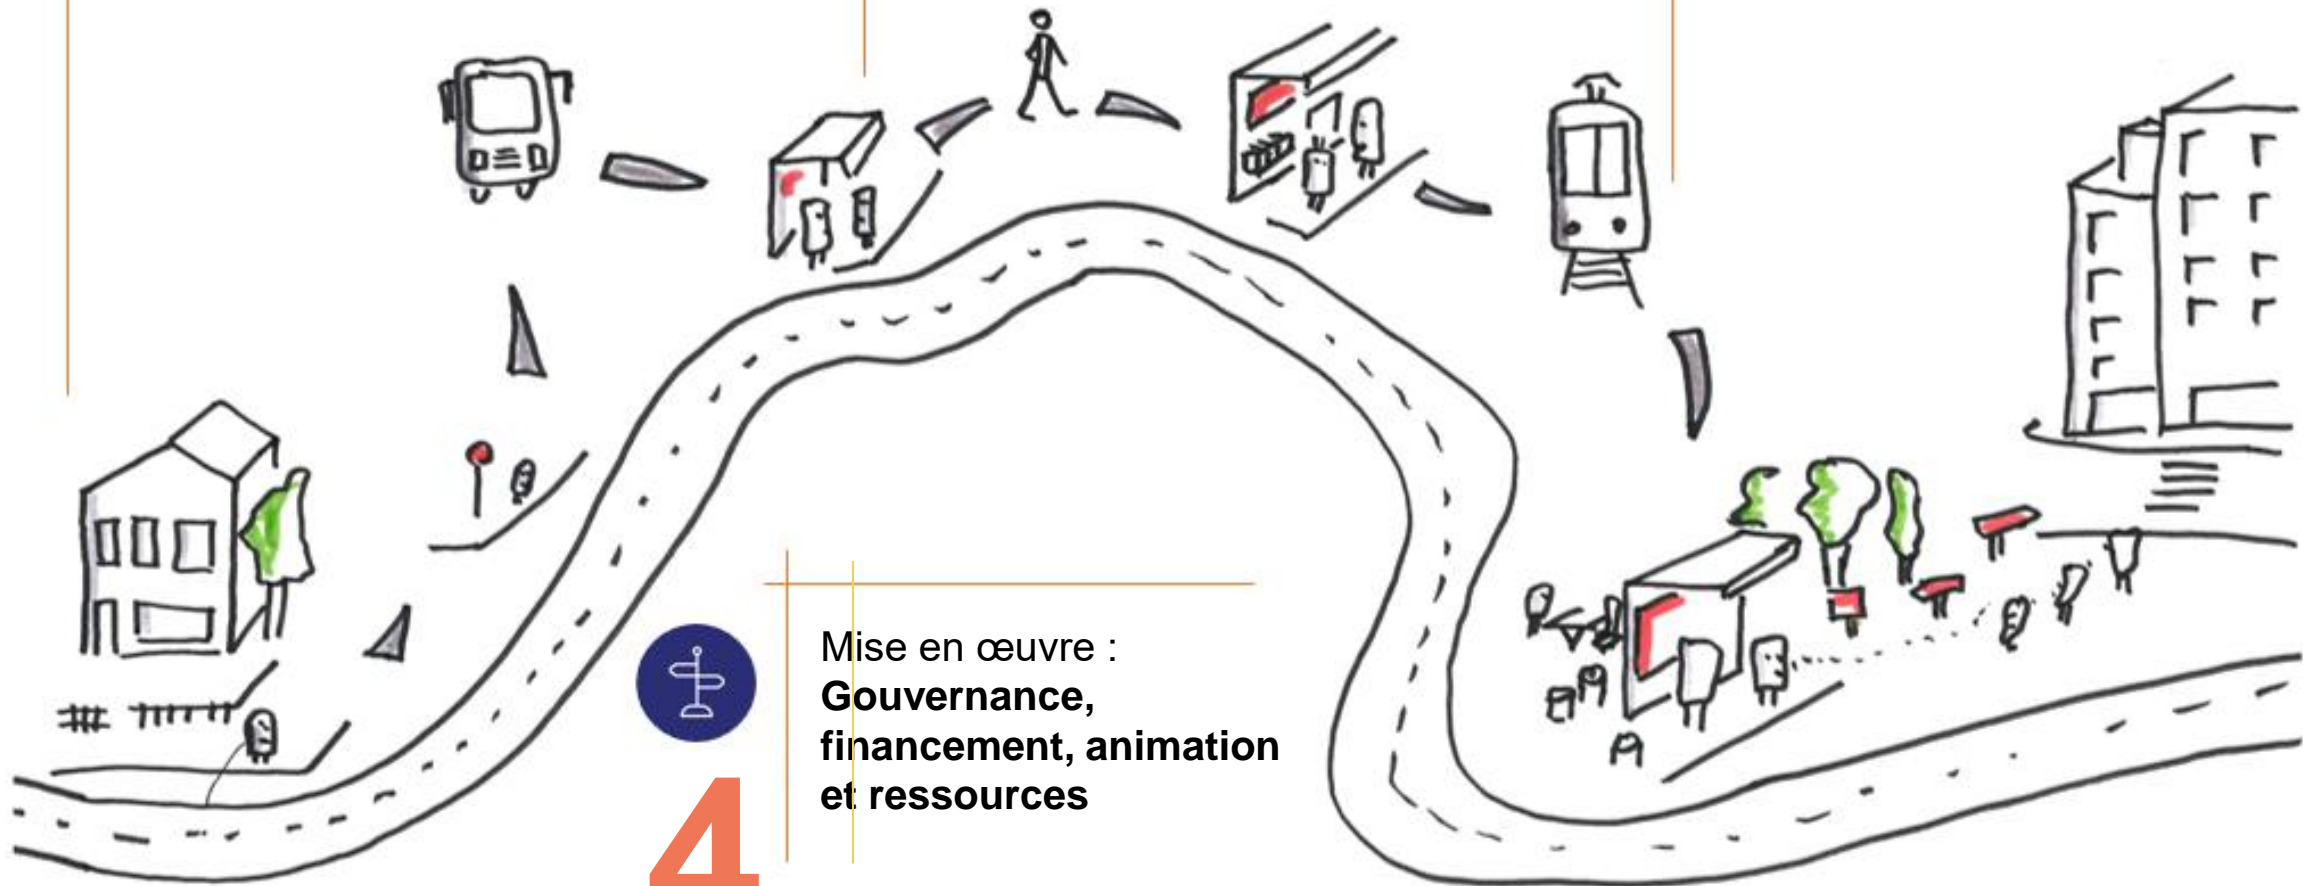 Mise en œuvre :
Gouvernance,
financement, animation
et ressources
4